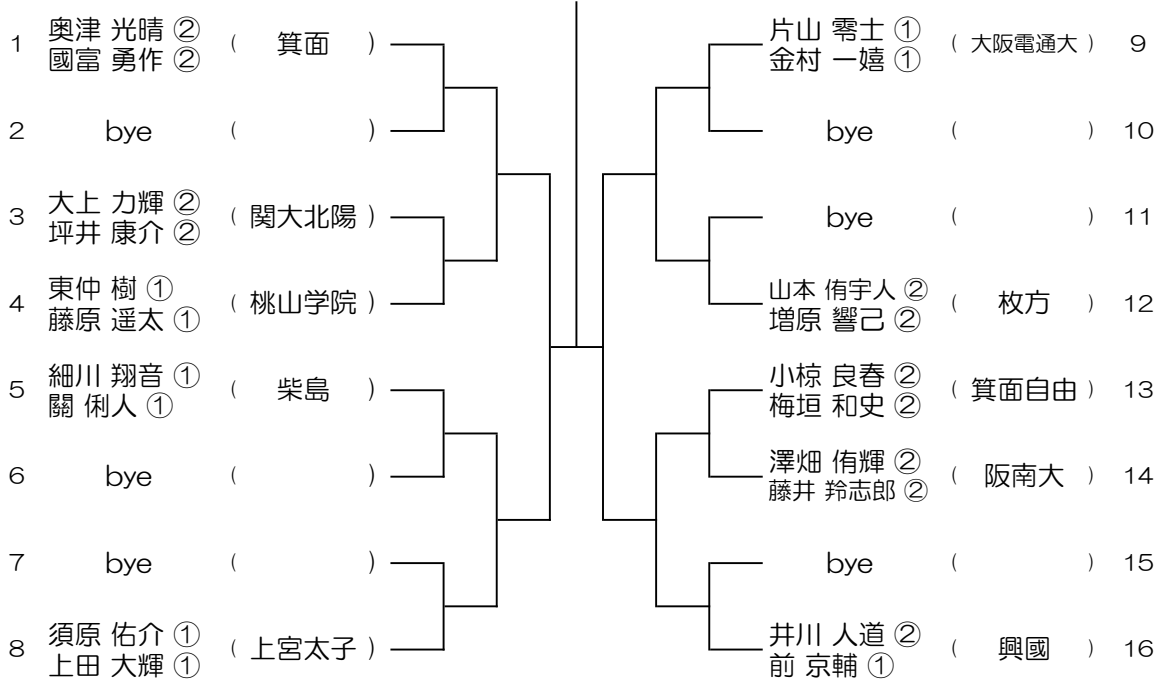 1 奥津 光晴 ② ( 箕面 )
國富 勇作 ②
2 bye ( )
3 大上 力輝 ② ( 関大北陽 )
坪井 康介 ②
4 東仲 樹 ① ( 桃山学院 )
藤原 遥太 ①
5 細川 翔音 ① ( 柴島 )
關 俐人 ①
6 bye ( )
7 bye ( )
8 須原 佑介 ① ( 上宮太子 )
上田 大輝 ①
片山 零士 ① ( 大阪電通大 ) 9
金村 一嬉 ①
bye ( ) 10
bye ( ) 11
山本 侑宇人 ② ( 枚方 ) 12
増原 響己 ②
小椋 良春 ② ( 箕面自由 ) 13
梅垣 和史 ②
澤畑 侑輝 ② ( 阪南大 ) 14
藤井 羚志郎 ②
bye ( ) 15
井川 人道 ② ( 興國 ) 16
前 京輔 ①